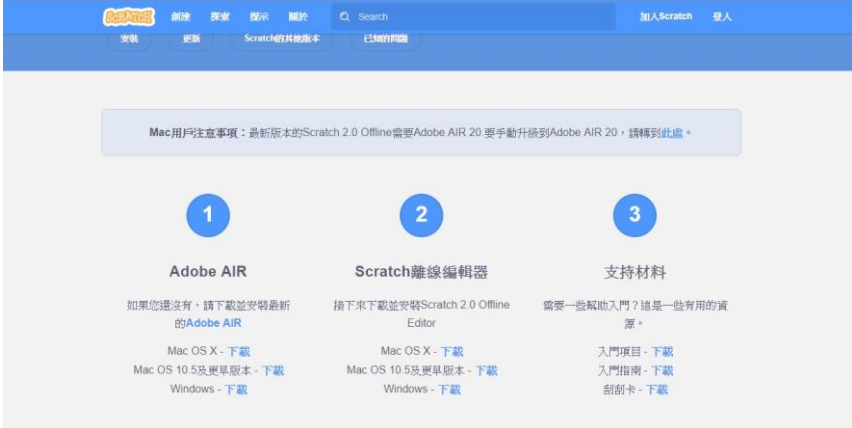 SCRATCH 創建 探索 提示 關於 Search 加入Scratch 登入
安裝 更新 Scratch的其他版本 已知的問題
Mac用戶注意事項：最新版本的Scratch 2.0 Offline需要Adobe AIR 20.要手動升級到Adobe AIR 20，請轉到此處。
1 2 3
Adobe AIR Scratch離線編輯器 支持材料
如果您還沒有，請下載並安裝最新 接下來下載並安裝Scratch 2.0 Offline 需要一些幫助入門？這是一些有用的資
的Adobe AIR Editor 源。
Mac OS X - 下載 Mac OS X - 下載 入門項目 - 下載
Mac OS 10.5及更早版本 - 下載 Mac OS 10.5及更早版本 - 下載 入門指南 - 下載
Windows - 下載 Windows - 下載 刮刮卡 - 下載